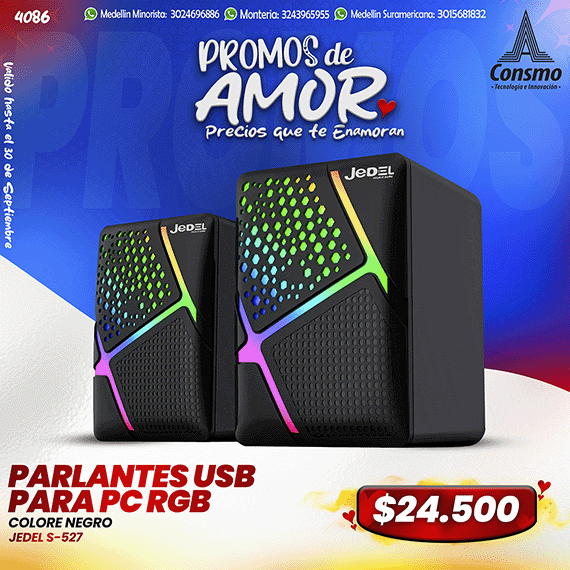 4086
Medellin Minorista: 3024696886
Monteria: 3243965955
Medellin Suramericana: 3015681832
Valido hasta el 30 de Septiembre
PROMOS
PROMOS de
AMOR
Precios que te Enamoran
Consmo
• Tecnología e Innovación •
JEDEL
JEDEL
PARLANTES USB
PARA PC RGB
COLORE NEGRO
JEDEL S-527
$24.500